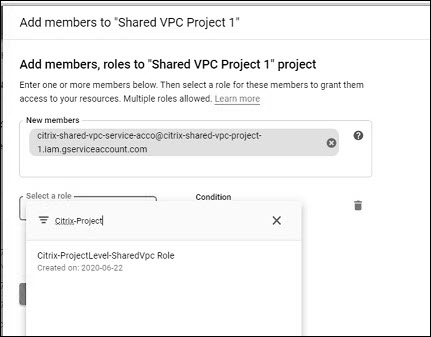 Add members to "Shared VPC Project 1"
Add members, roles to "Shared VPC Project 1" project
Enter one or more members below. Then select a role for these members to grant them
access to your resources. Multiple roles allowed. Learn more
New members
citrix-shared-vpc-service-acco@citrix-shared-vpc-project-
1.iam.gserviceaccount.com
Select a role
Condition
Citrix-Project
Citrix-ProjectLevel-SharedVpc Role
Created on: 2020-06-22